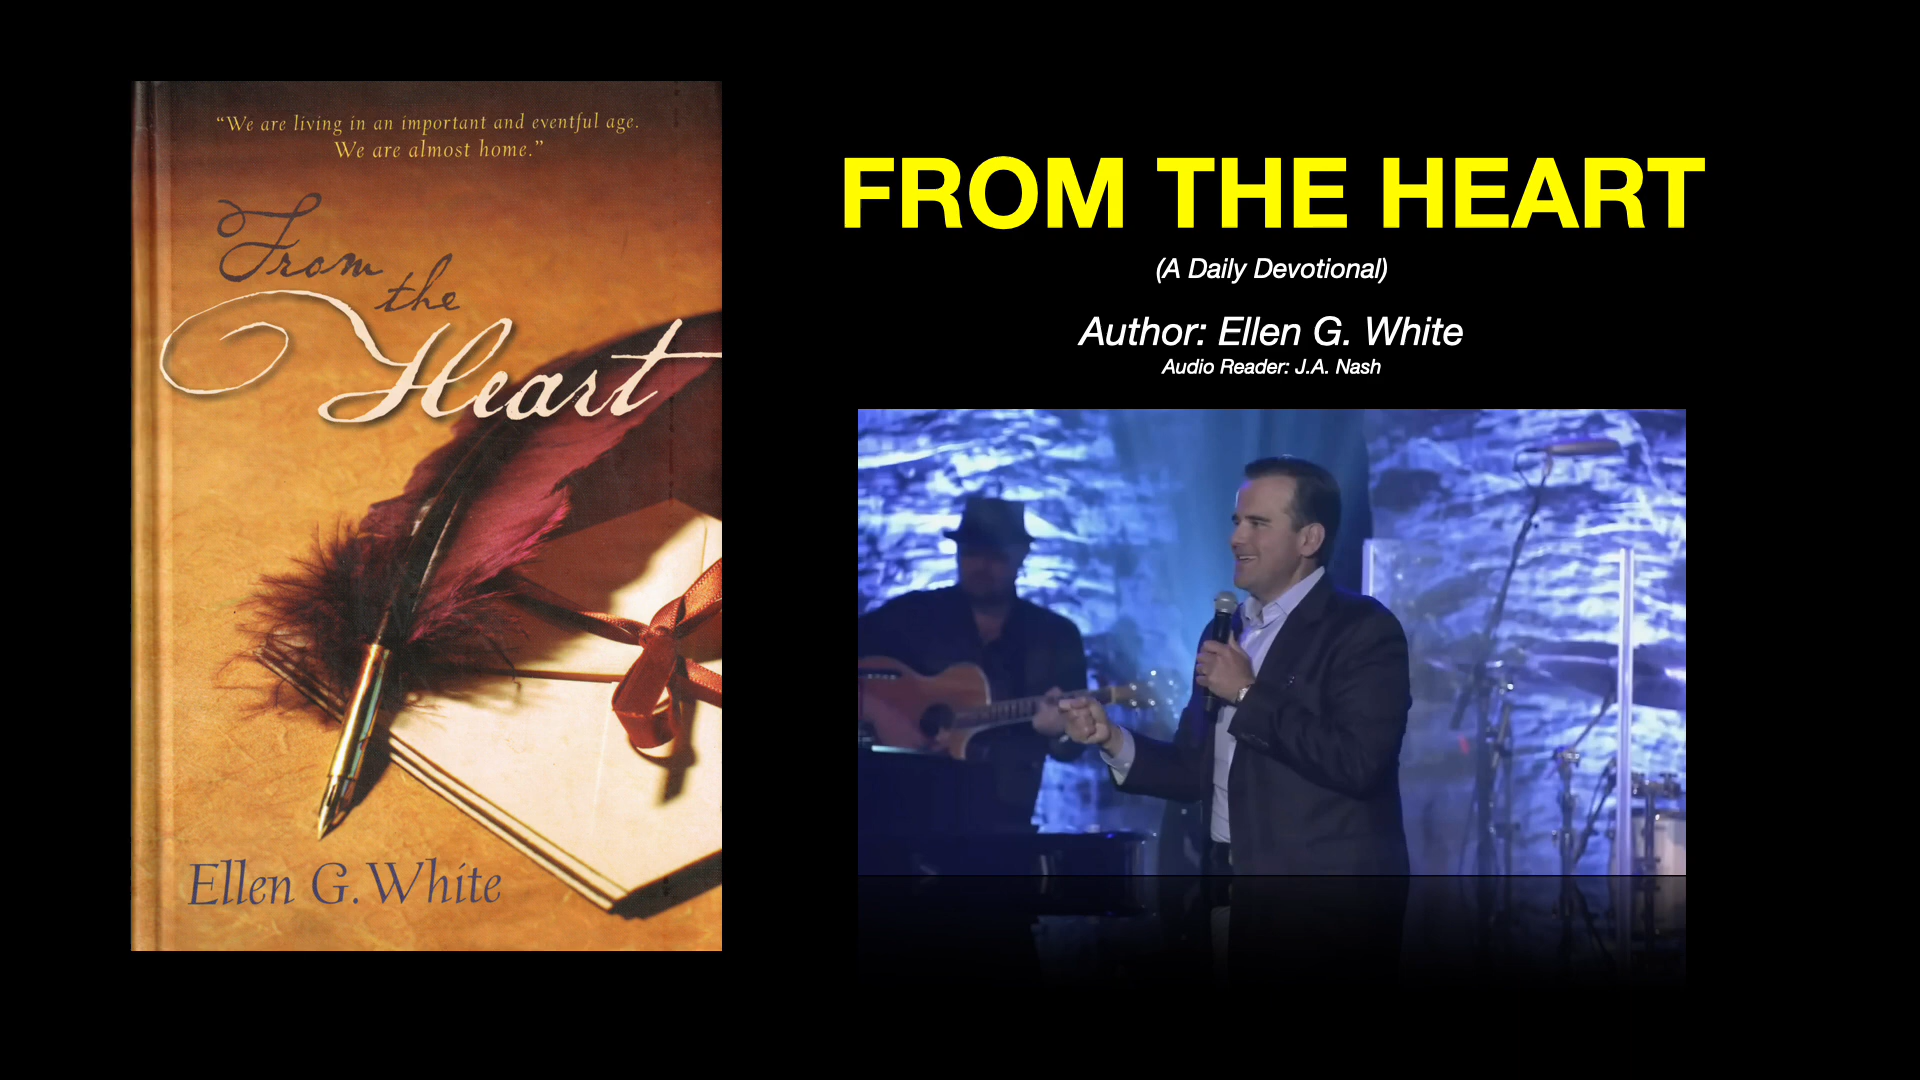 “We are living in an important and eventful age.
We are almost home.”
From
the
Heart
Ellen G. White
FROM THE HEART
(A Daily Devotional)
Author: Ellen G. White
Audio Reader: J.A. Nash